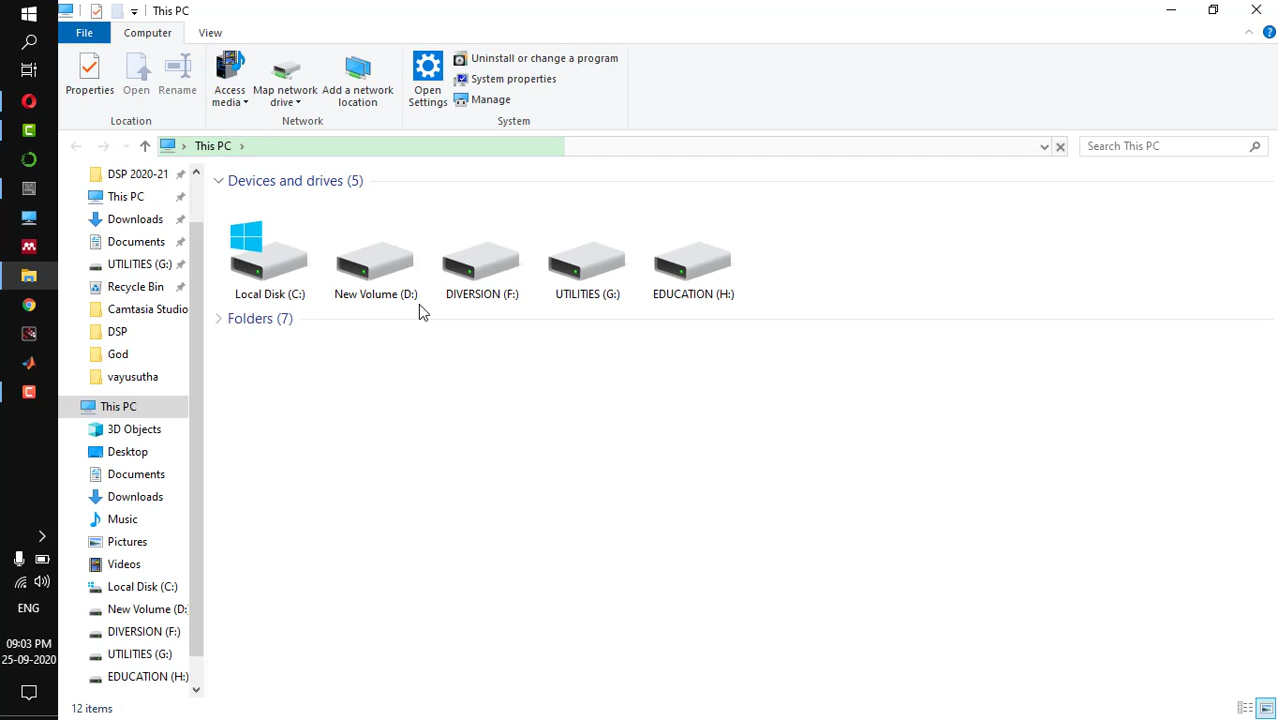 This PC
File
Computer
View
Properties
Open
Rename
Access media
Map network drive
Add a network location
Open Settings
Uninstall or change a program
System properties
Manage
Location
Network
System
This PC
Search This PC
DSP 2020-21
This PC
Downloads
Documents
UTILITIES (G:)
Recycle Bin
Camtasia Studio
DSP
God
vayusutha
This PC
3D Objects
Desktop
Documents
Downloads
Music
Pictures
Videos
Local Disk (C:)
New Volume (D:
DIVERSION (F:)
UTILITIES (G:)
EDUCATION (H:)
Devices and drives (5)
Local Disk (C:)
New Volume (D:)
DIVERSION (F:)
UTILITIES (G:)
EDUCATION (H:)
Folders (7)
12 items
ENG
09:03 PM
25-09-2020